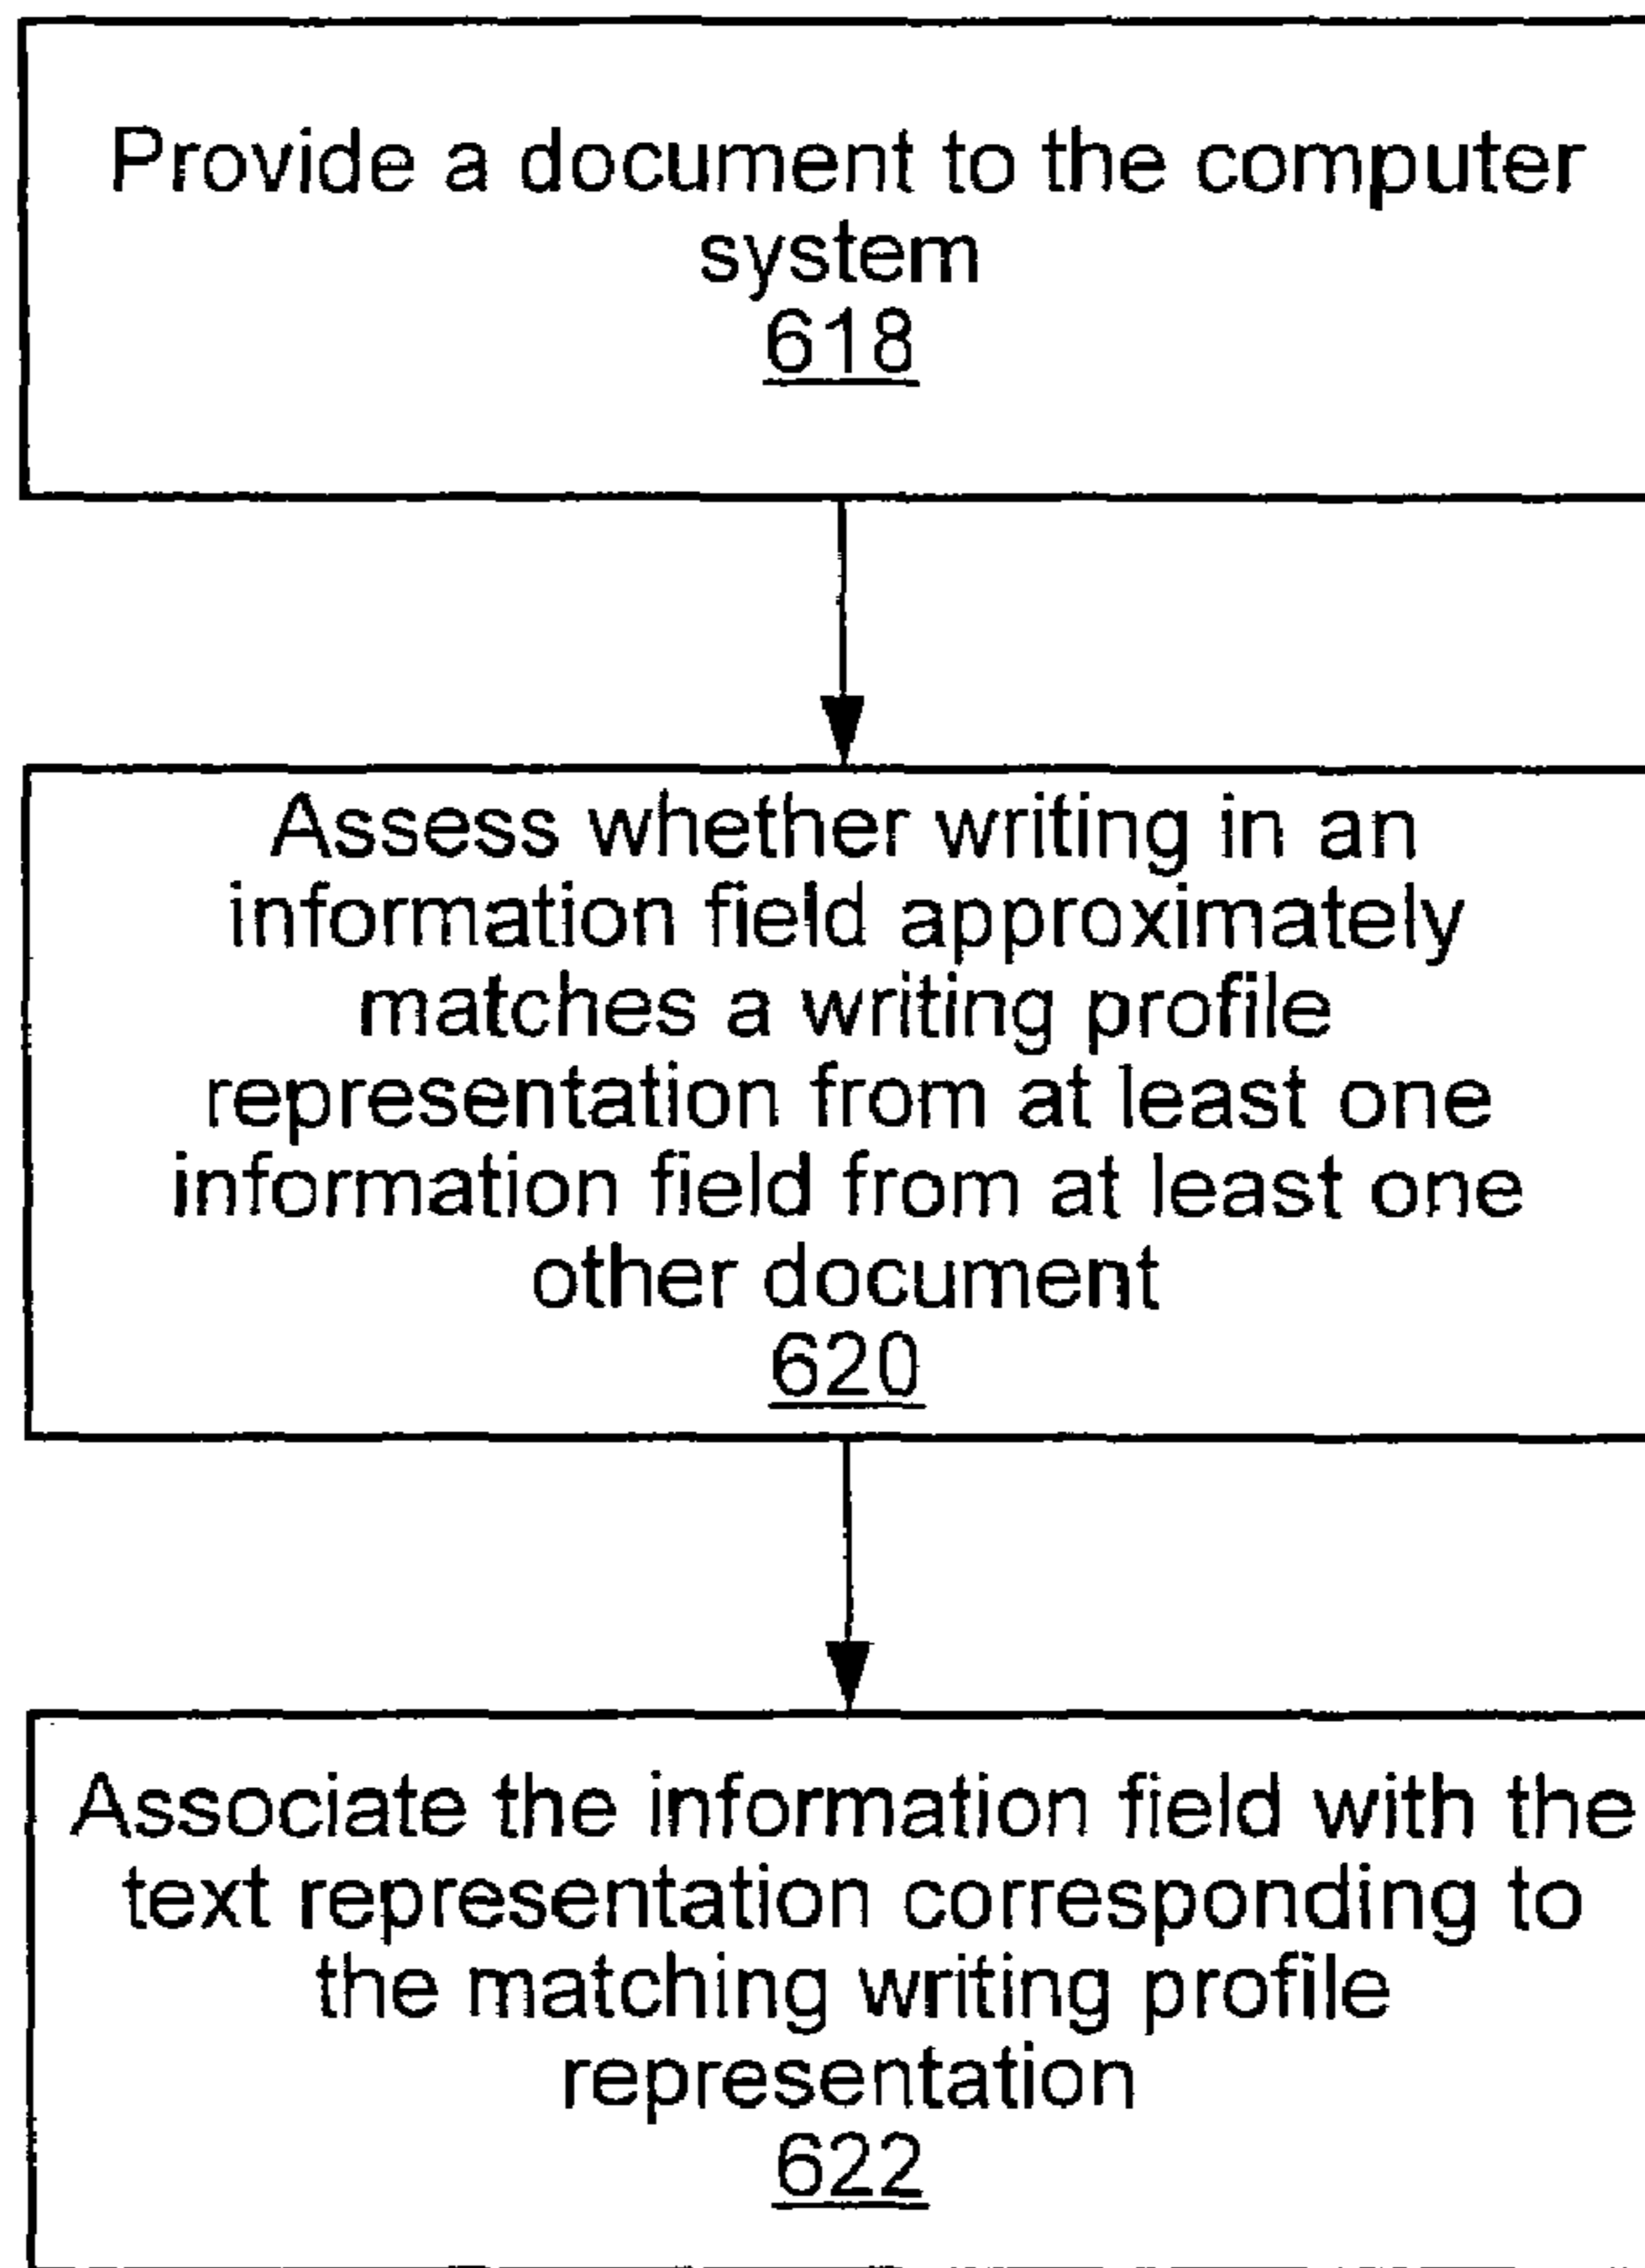 Provide a document to the computer
system
618
Assess whether writing in an
information field approximately
matches a writing profile
representation from at least one
information field from at least one
other document
620
Associate the information field with the
text representation corresponding to
the matching writing profile
representation
622